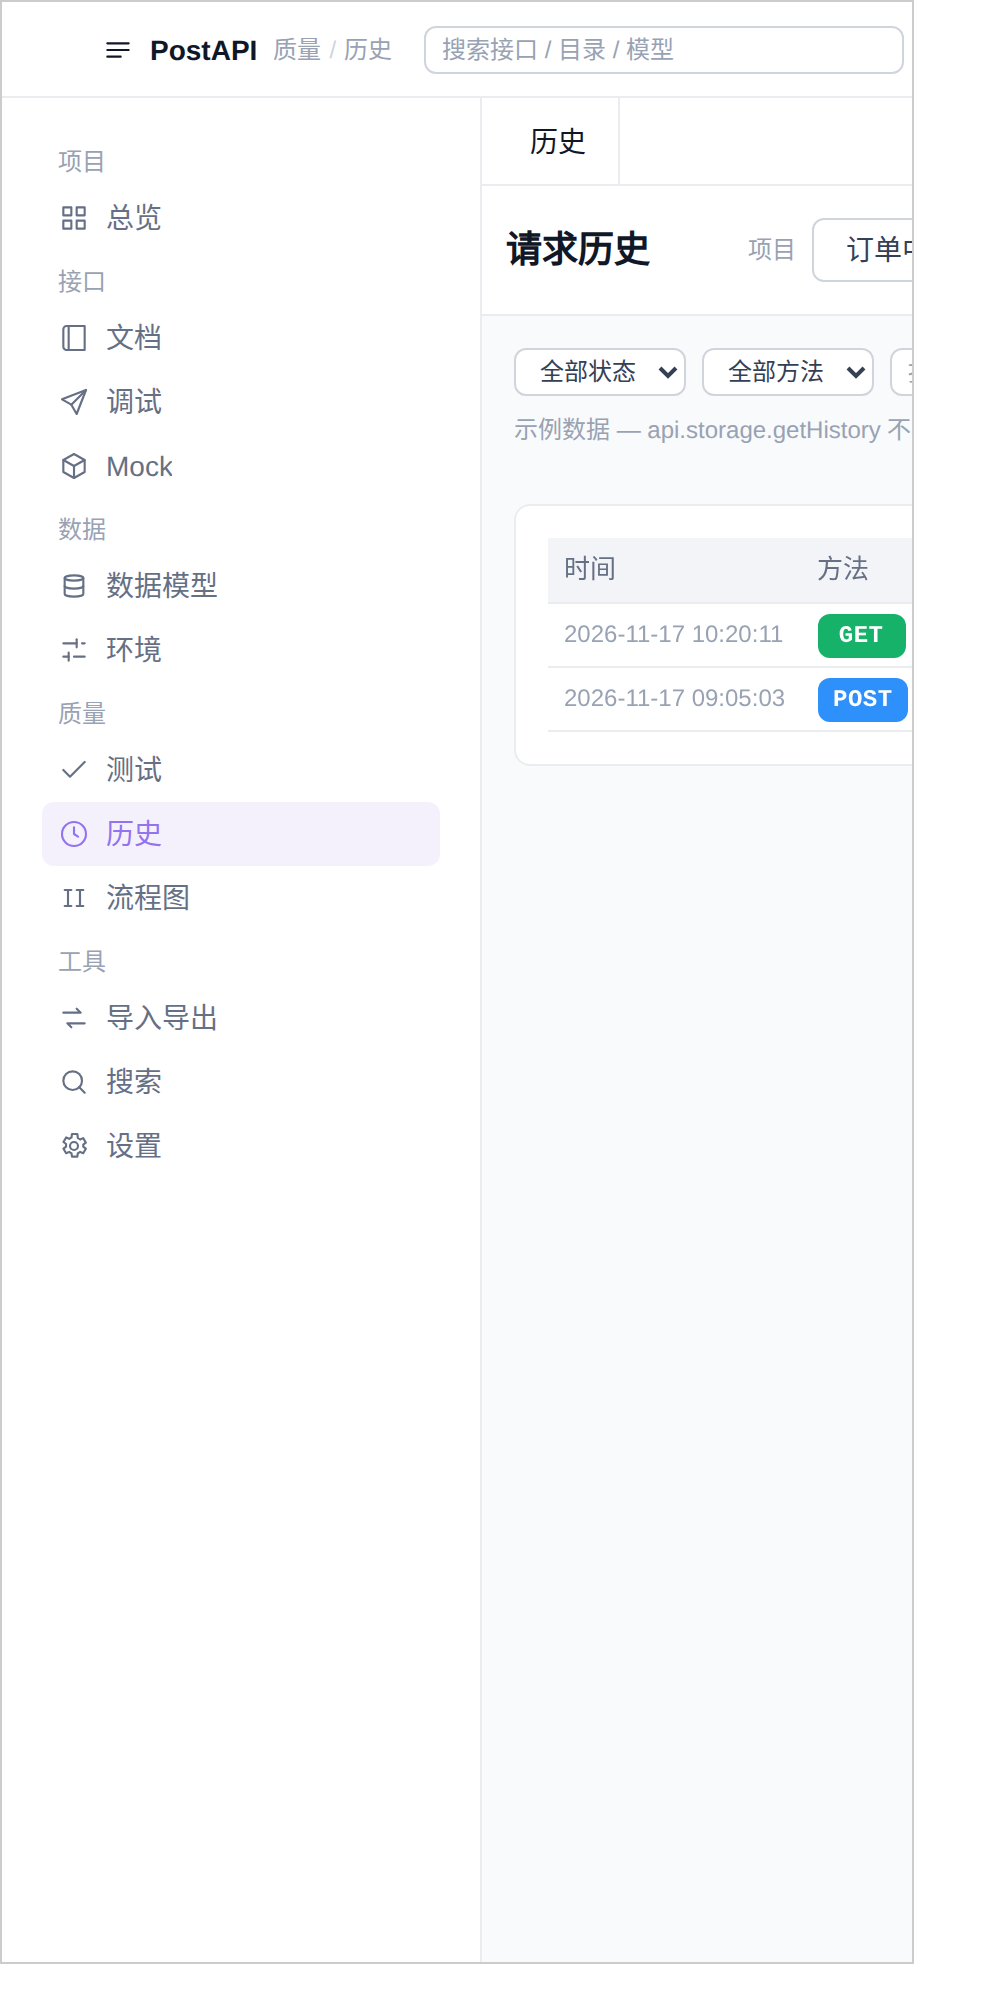 PostAPI 质量 / 历史 搜索接口 / 目录 / 模型
项目
总览
接口
文档
调试
Mock
数据
数据模型
环境
质量
测试
历史
流程图
工具
导入导出
搜索
设置
历史
请求历史 项目 订单
全部状态 全部方法
示例数据 — api.storage.getHistory 不
时间 方法
2026-11-17 10:20:11 GET
2026-11-17 09:05:03 POST